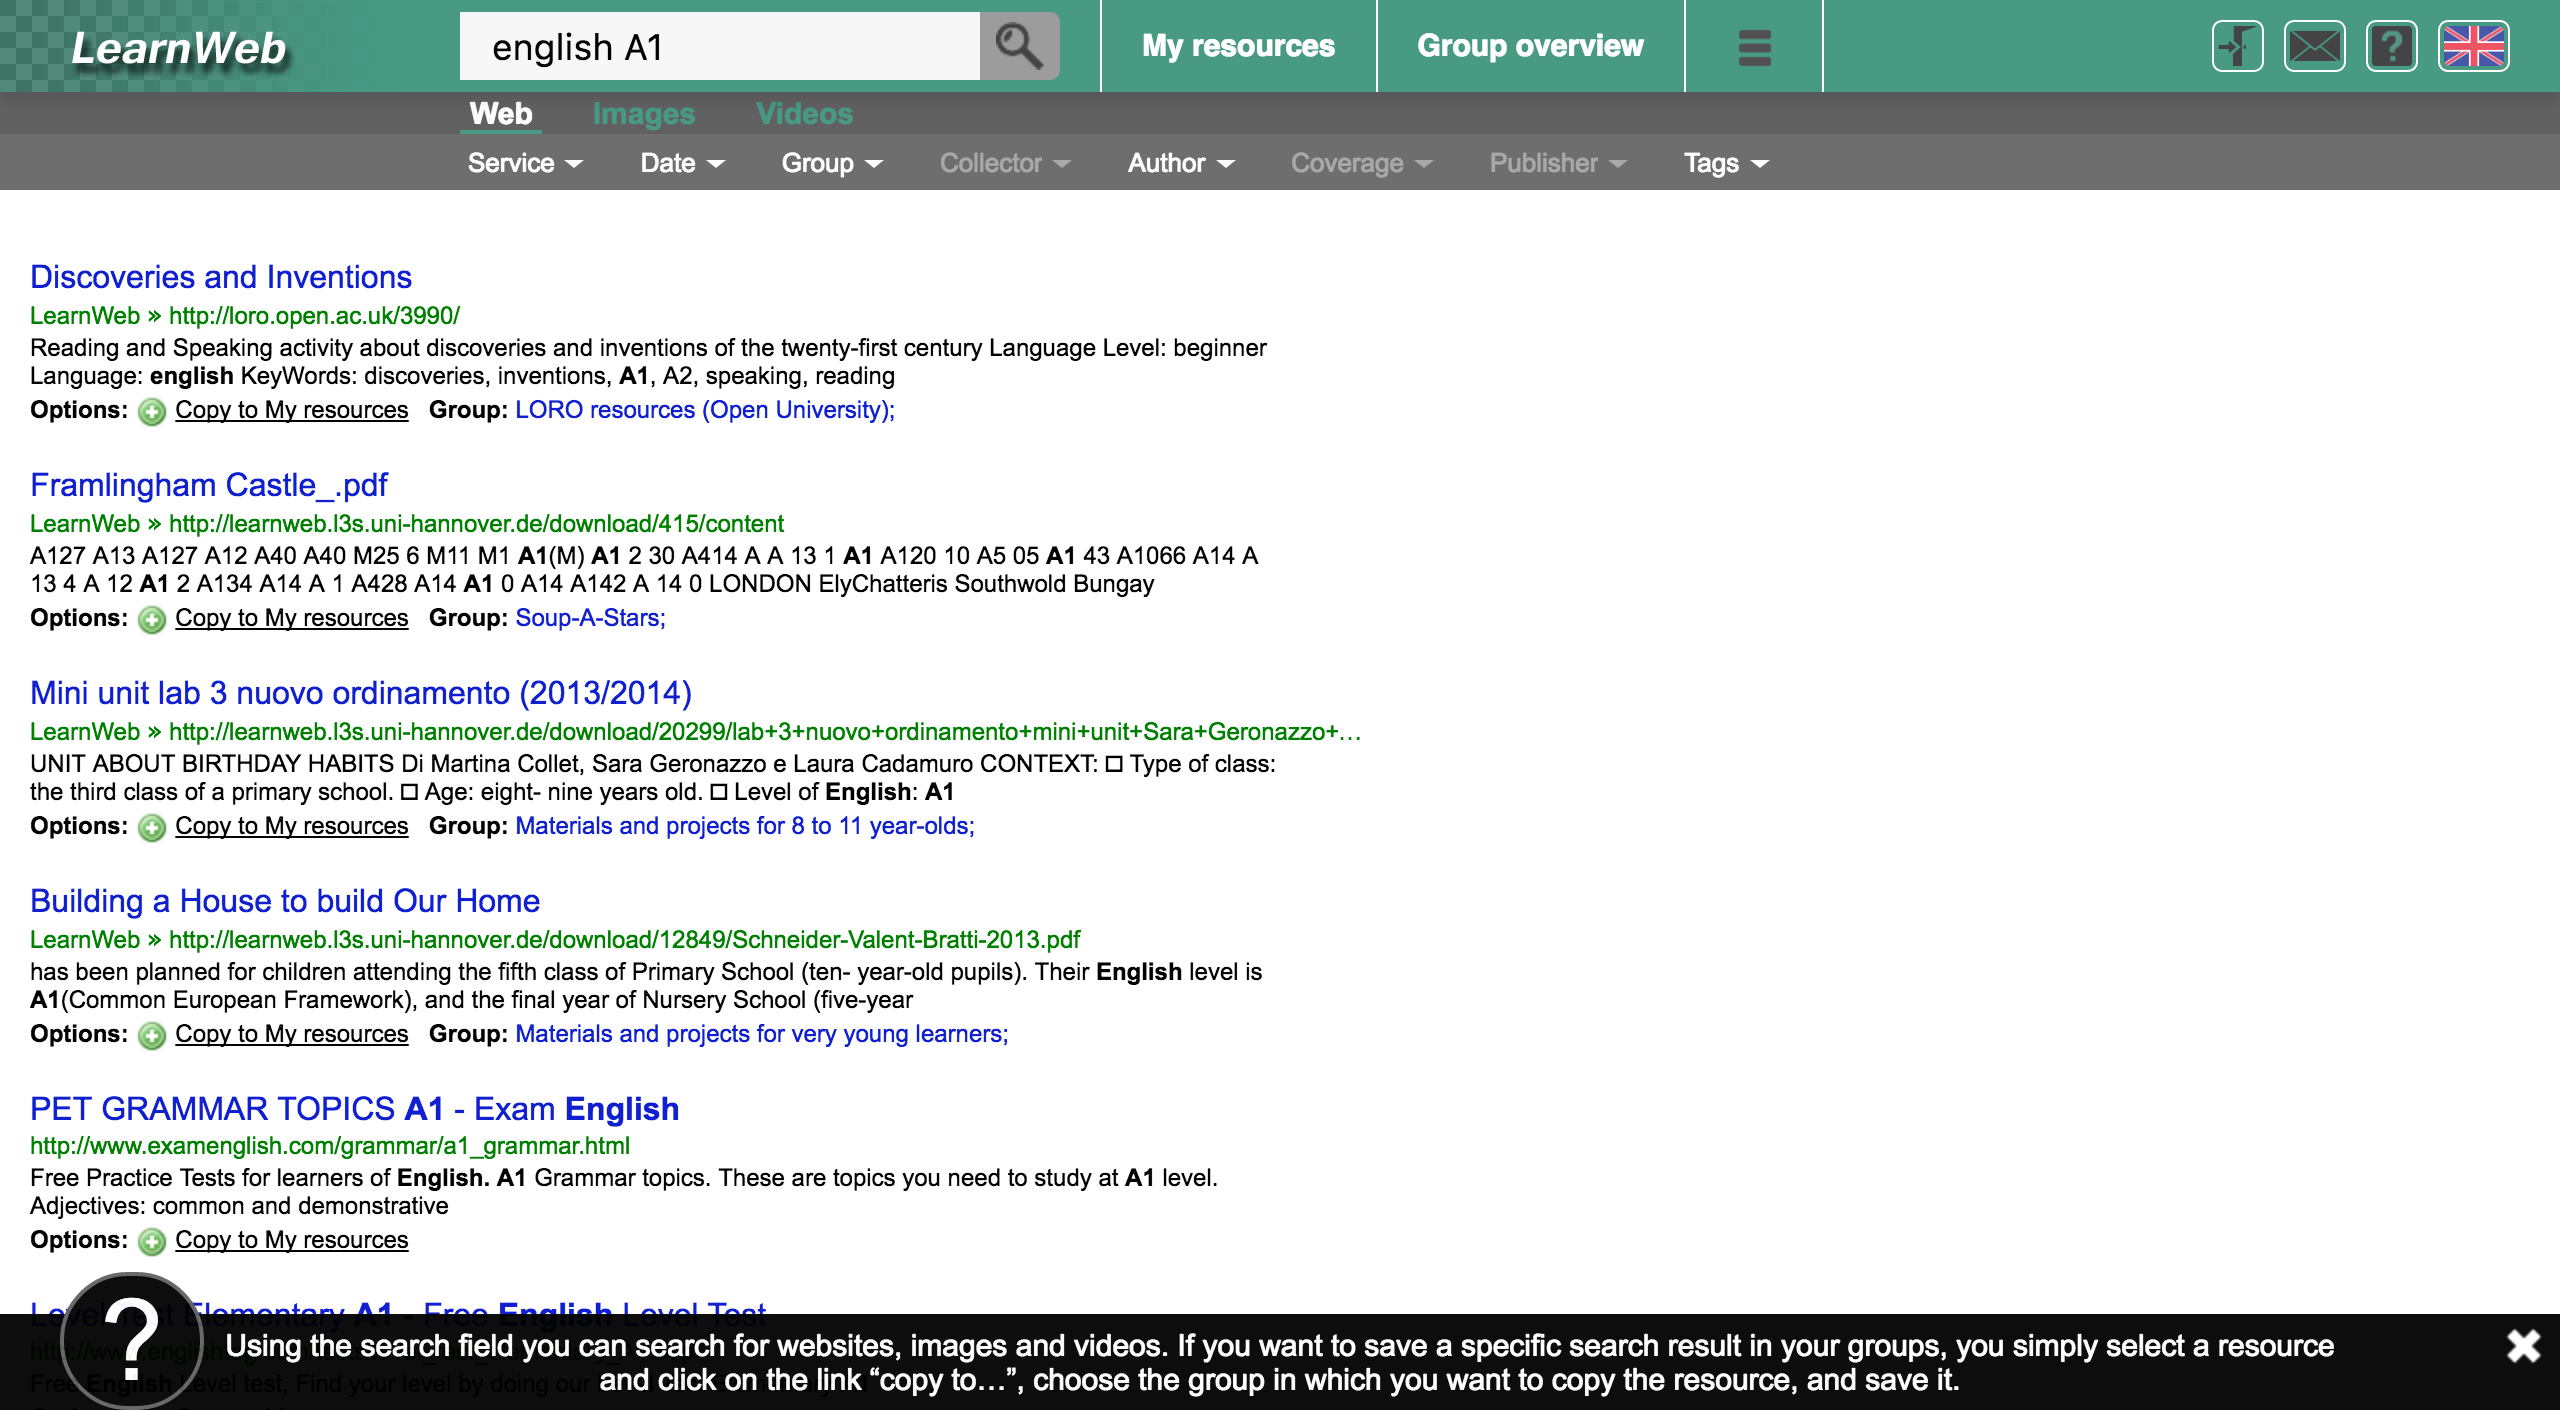 LearnWeb
english A1
My resources
Group overview
Web Images Videos
Service Date Group Collector Author Coverage Publisher Tags
Discoveries and Inventions
LearnWeb » http://loro.open.ac.uk/3990/
Reading and Speaking activity about discoveries and inventions of the twenty-first century Language Level: beginner
Language: english KeyWords: discoveries, inventions, A1, A2, speaking, reading
Options: Copy to My resources Group: LORO resources (Open University);
Framlingham Castle_.pdf
LearnWeb » http://learnweb.l3s.uni-hannover.de/download/415/content
A127 A13 A127 A12 A40 A40 M25 6 M11 M1 A1(M) A1 2 30 A414 A A 13 1 A1 A120 10 A5 05 A1 43 A1066 A14 A
13 4 A 12 A1 2 A134 A14 A 1 A428 A14 A1 0 A14 A142 A 14 0 LONDON ElyChatteris Southwold Bungay
Options: Copy to My resources Group: Soup-A-Stars;
Mini unit lab 3 nuovo ordinamento (2013/2014)
LearnWeb » http://learnweb.l3s.uni-hannover.de/download/20299/lab+3+nuovo+ordinamento+mini+unit+Sara+Geronazzo+…
UNIT ABOUT BIRTHDAY HABITS Di Martina Collet, Sara Geronazzo e Laura Cadamuro CONTEXT: □ Type of class:
the third class of a primary school. □ Age: eight- nine years old. □ Level of English: A1
Options: Copy to My resources Group: Materials and projects for 8 to 11 year-olds;
Building a House to build Our Home
LearnWeb » http://learnweb.l3s.uni-hannover.de/download/12849/Schneider-Valent-Bratti-2013.pdf
has been planned for children attending the fifth class of Primary School (ten- year-old pupils). Their English level is
A1(Common European Framework), and the final year of Nursery School (five-year
Options: Copy to My resources Group: Materials and projects for very young learners;
PET GRAMMAR TOPICS A1 - Exam English
http://www.examenglish.com/grammar/a1_grammar.html
Free Practice Tests for learners of English. A1 Grammar topics. These are topics you need to study at A1 level.
Adjectives: common and demonstrative
Options: Copy to My resources
Level Test Elementary A1 - Free English Level Test
?
Using the search field you can search for websites, images and videos. If you want to save a specific search result in your groups, you simply select a resource
and click on the link “copy to…”, choose the group in which you want to copy the resource, and save it.
Free English Level test, Find your level by doing our